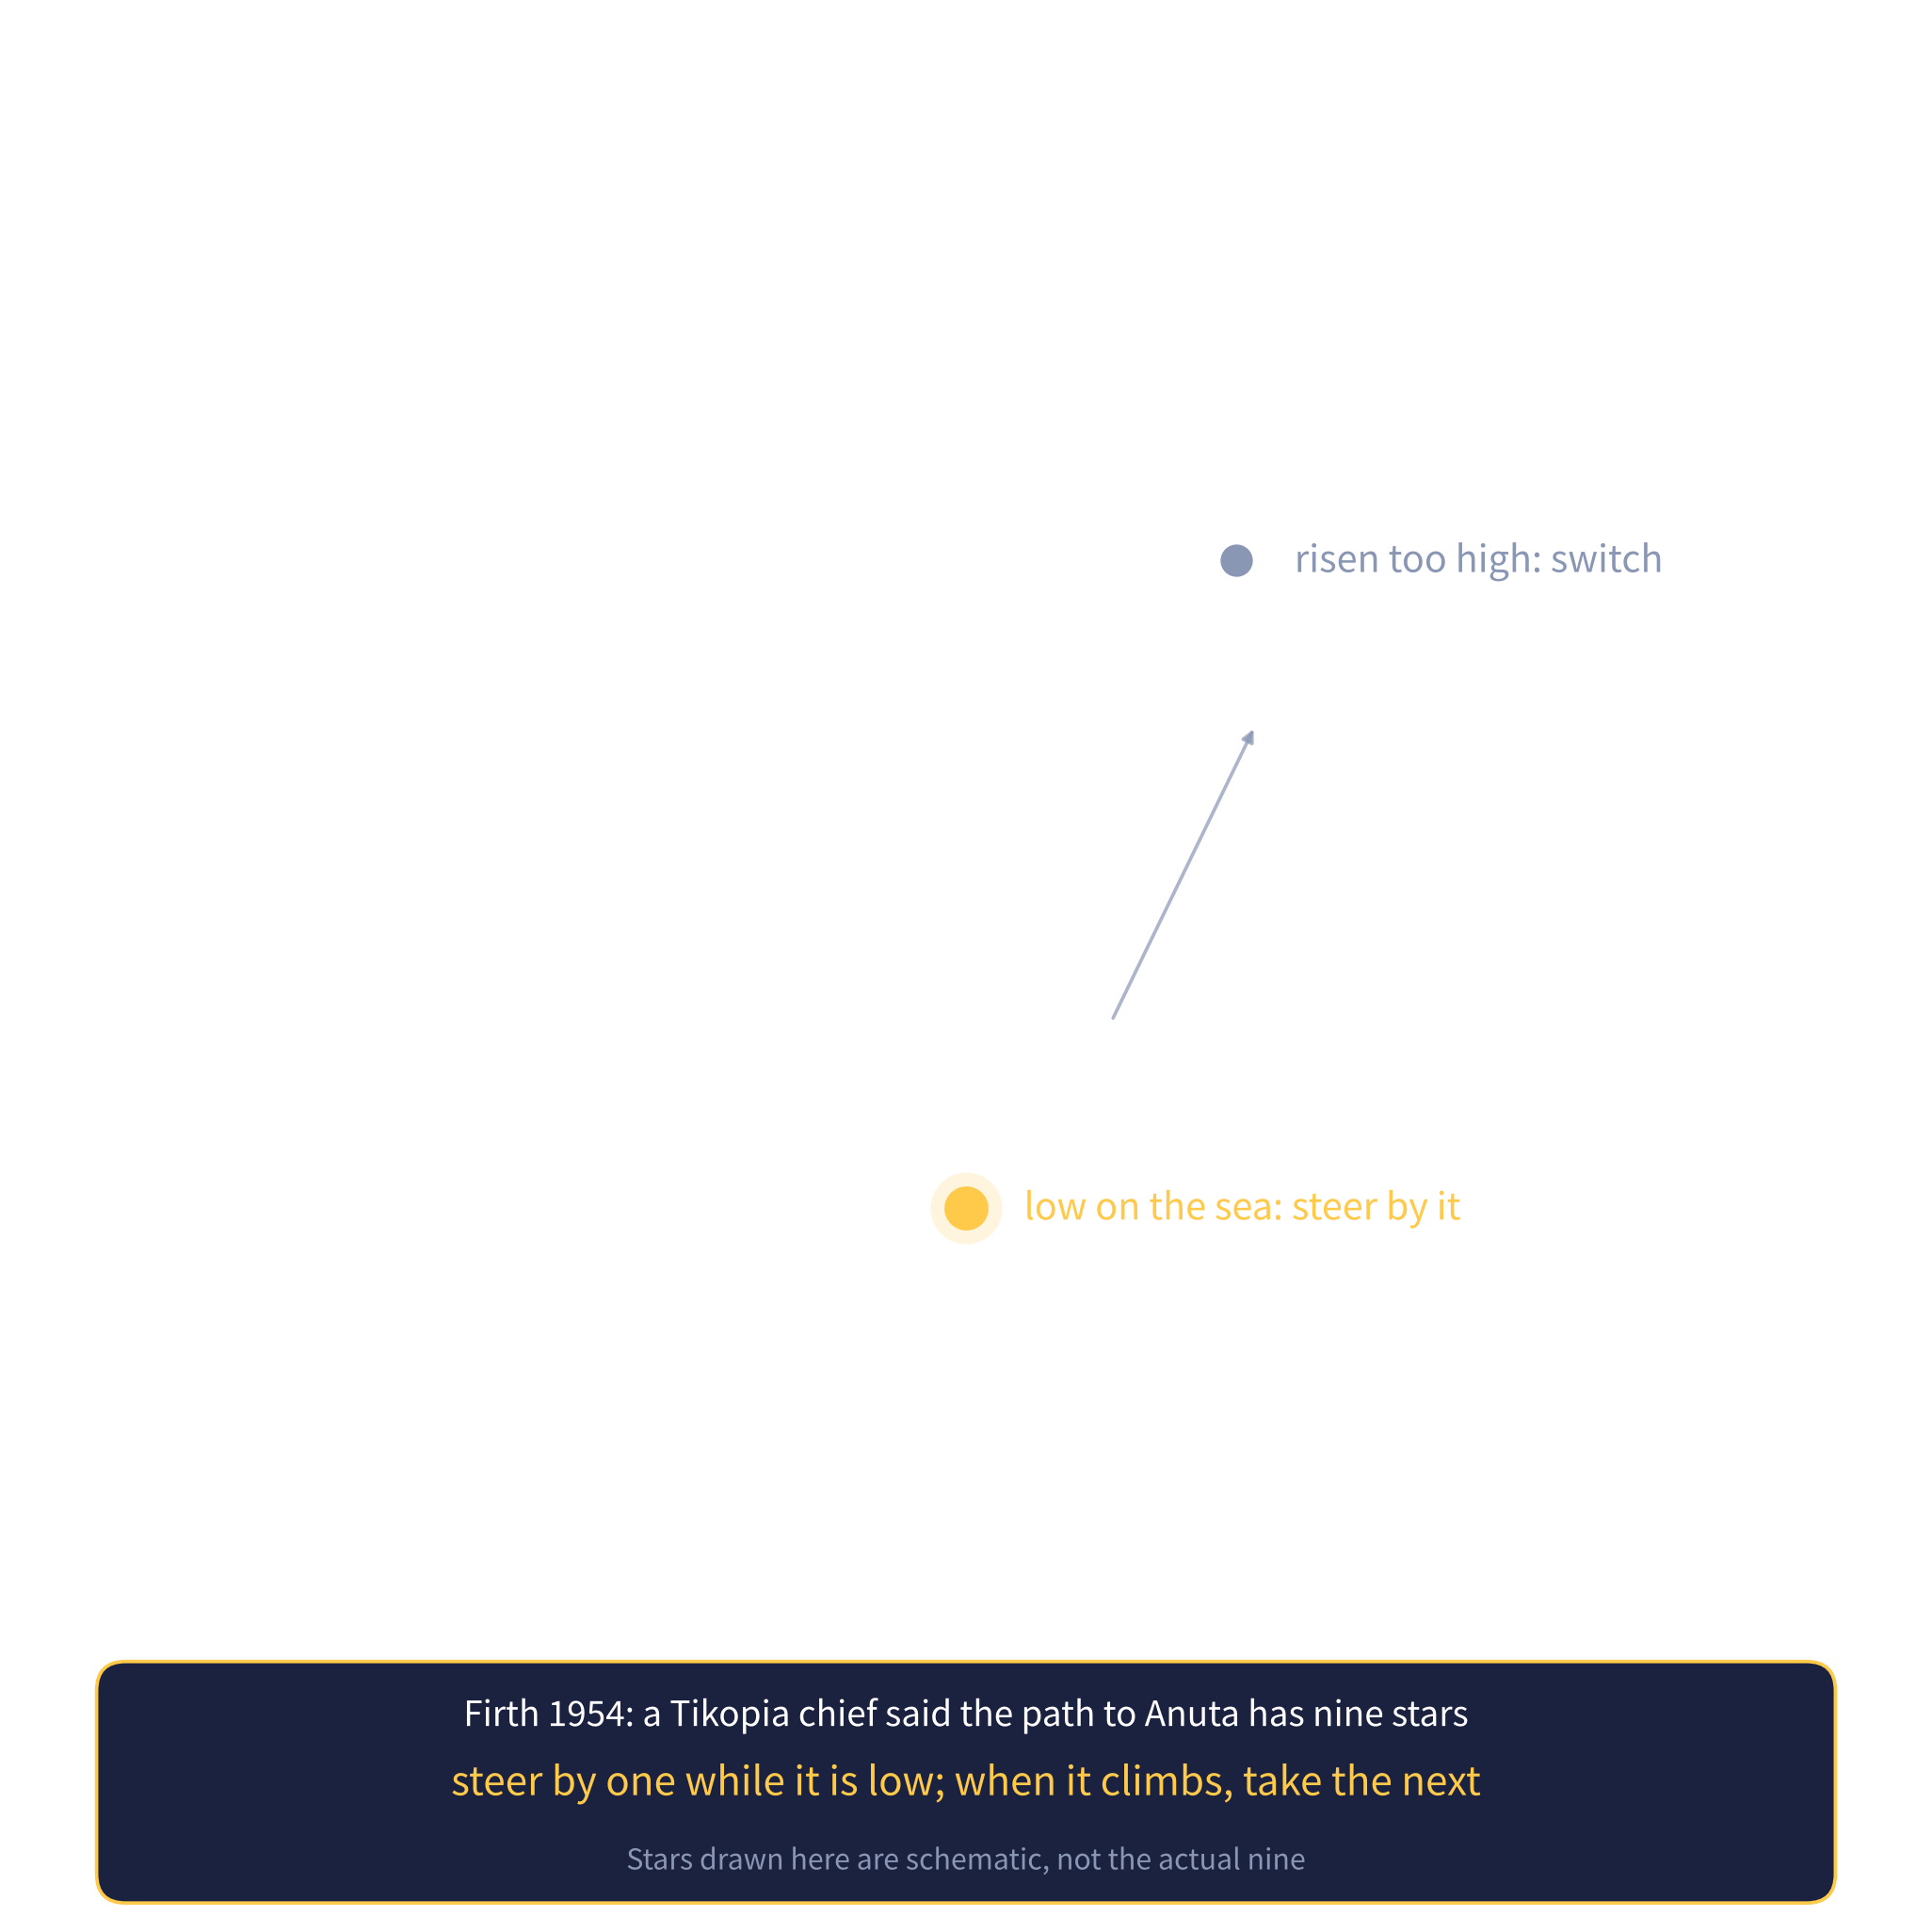 risen too high: switch
low on the sea: steer by it
Firth 1954: a Tikopia chief said the path to Anuta has nine stars
steer by one while it is low; when it climbs, take the next
Stars drawn here are schematic, not the actual nine